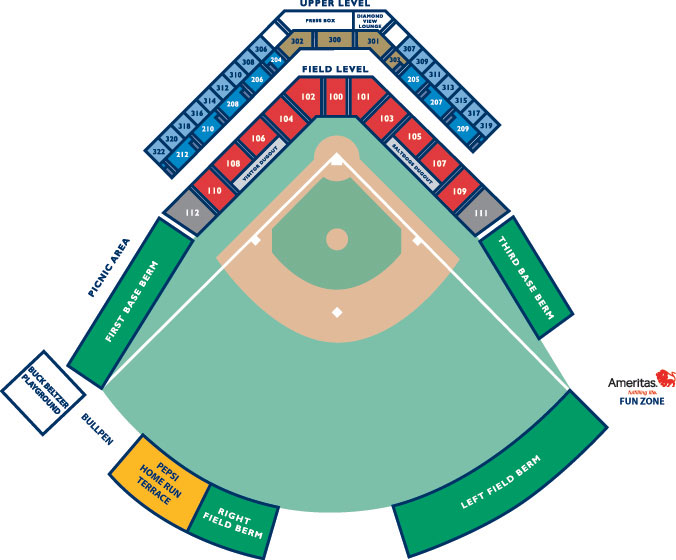 UPPER LEVEL
PRESS BOX
DIAMOND
VIEW
LOUNGE
302
300
301
306
204
303
307
308
206
205
309
310
311
312
208
207
313
314
315
316
210
209
317
318
319
320
212
322
FIELD LEVEL
102
100
101
104
103
106
105
VISITOR DUGOUT
SALTDOGS DUGOUT
108
107
110
109
112
111
PICNIC AREA
FIRST BASE BERM
THIRD BASE BERM
BUCK BELTZER
PLAYGROUND
BULLPEN
Ameritas
fulfilling life.
FUN ZONE
PEPSI
HOME RUN
TERRACE
RIGHT
FIELD BERM
LEFT FIELD BERM